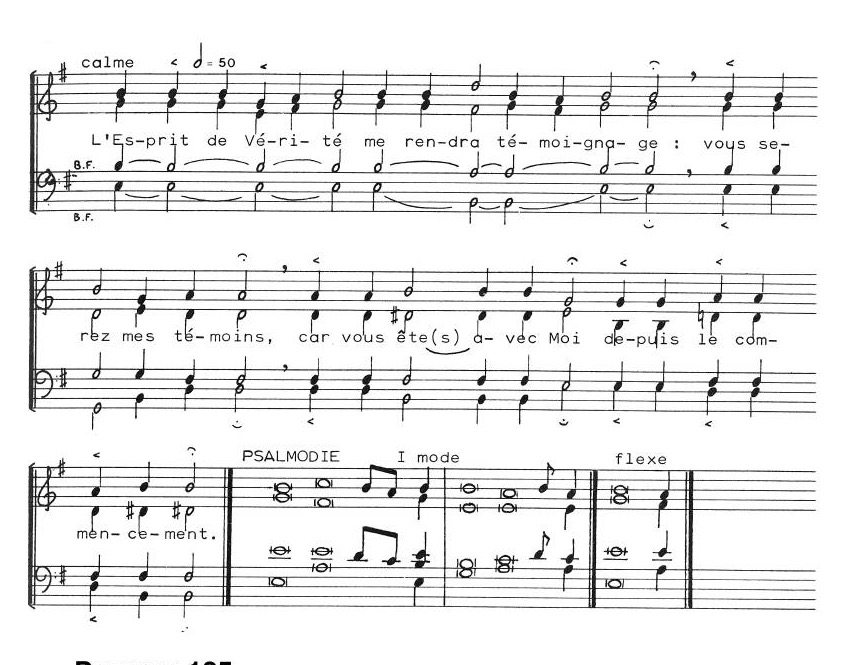 calme = 50
L'Es-prit de Vé-ri- té me ren-dra té- moi-gna- ge : vous se-
B.F.
B.F.
rez mes té-moins, car vous ête(s) a- vec Moi de-puis le com-
men- ce- ment.
PSALMODIE I mode flexe